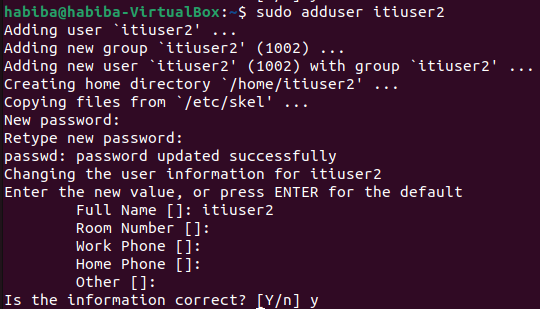 habiba@habiba-VirtualBox:~$ sudo adduser itiuser2
Adding user `itiuser2' ...
Adding new group `itiuser2' (1002) ...
Adding new user `itiuser2' (1002) with group `itiuser2' ...
Creating home directory `/home/itiuser2' ...
Copying files from `/etc/skel' ...
New password:
Retype new password:
passwd: password updated successfully
Changing the user information for itiuser2
Enter the new value, or press ENTER for the default
Full Name []: itiuser2
Room Number []:
Work Phone []:
Home Phone []:
Other []:
Is the information correct? [Y/n] y